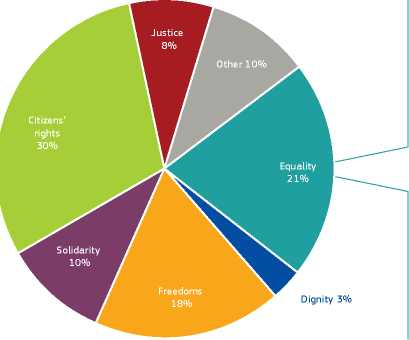 Justice
8%
Other 10%
Citizens'
rights
30%
Equality
21%
Solidarity
10%
Freedoms
18%
Dignity 3%